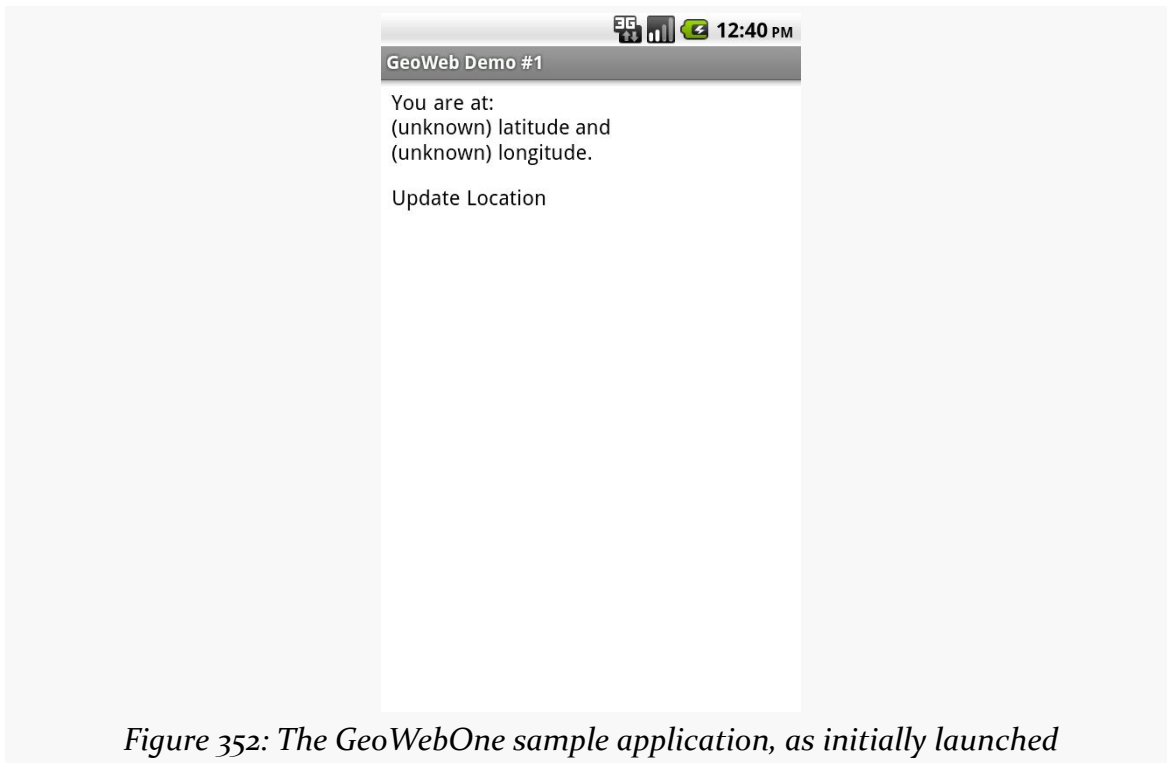 3G 12:40 PM
GeoWeb Demo #1
You are at:
(unknown) latitude and
(unknown) longitude.
Update Location
Figure 352: The GeoWebOne sample application, as initially launched